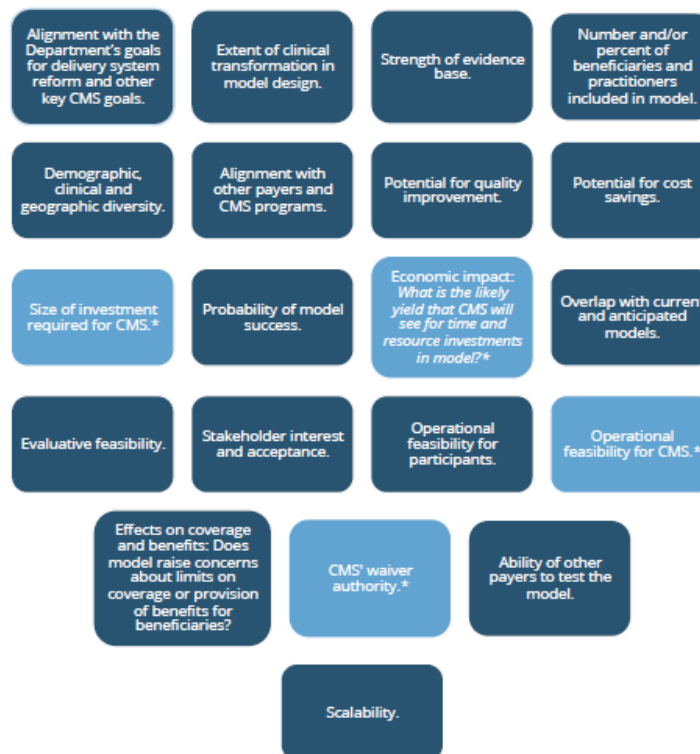 Alignment with the
Department's goals
for delivery system
reform and other
key CMS goals.
Extent of clinical
transformation in
model design.
Strength of evidence
base.
Number and/or
percent of
beneficiaries and
practitioners
included in model.
Demographic,
clinical and
geographic diversity.
Alignment with
other payers and
CMS programs.
Potential for quality
improvement.
Potential for cost
savings.
Size of investment
required for CMS.*
Probability of model
success.
Economic impact:
What is the likely
yield that CMS will
see for time and
resource investments
in model?*
Overlap with current
and anticipated
models.
Evaluative feasibility.
Stakeholder interest
and acceptance.
Operational
feasibility for
participants.
Operational
feasibility for CMS.*
Effects on coverage
and benefits: Does
model raise concerns
about limits on
coverage or provision
of benefits for
beneficiaries?
CMS' waiver
authority.*
Ability of other
payers to test the
model.
Scalability.